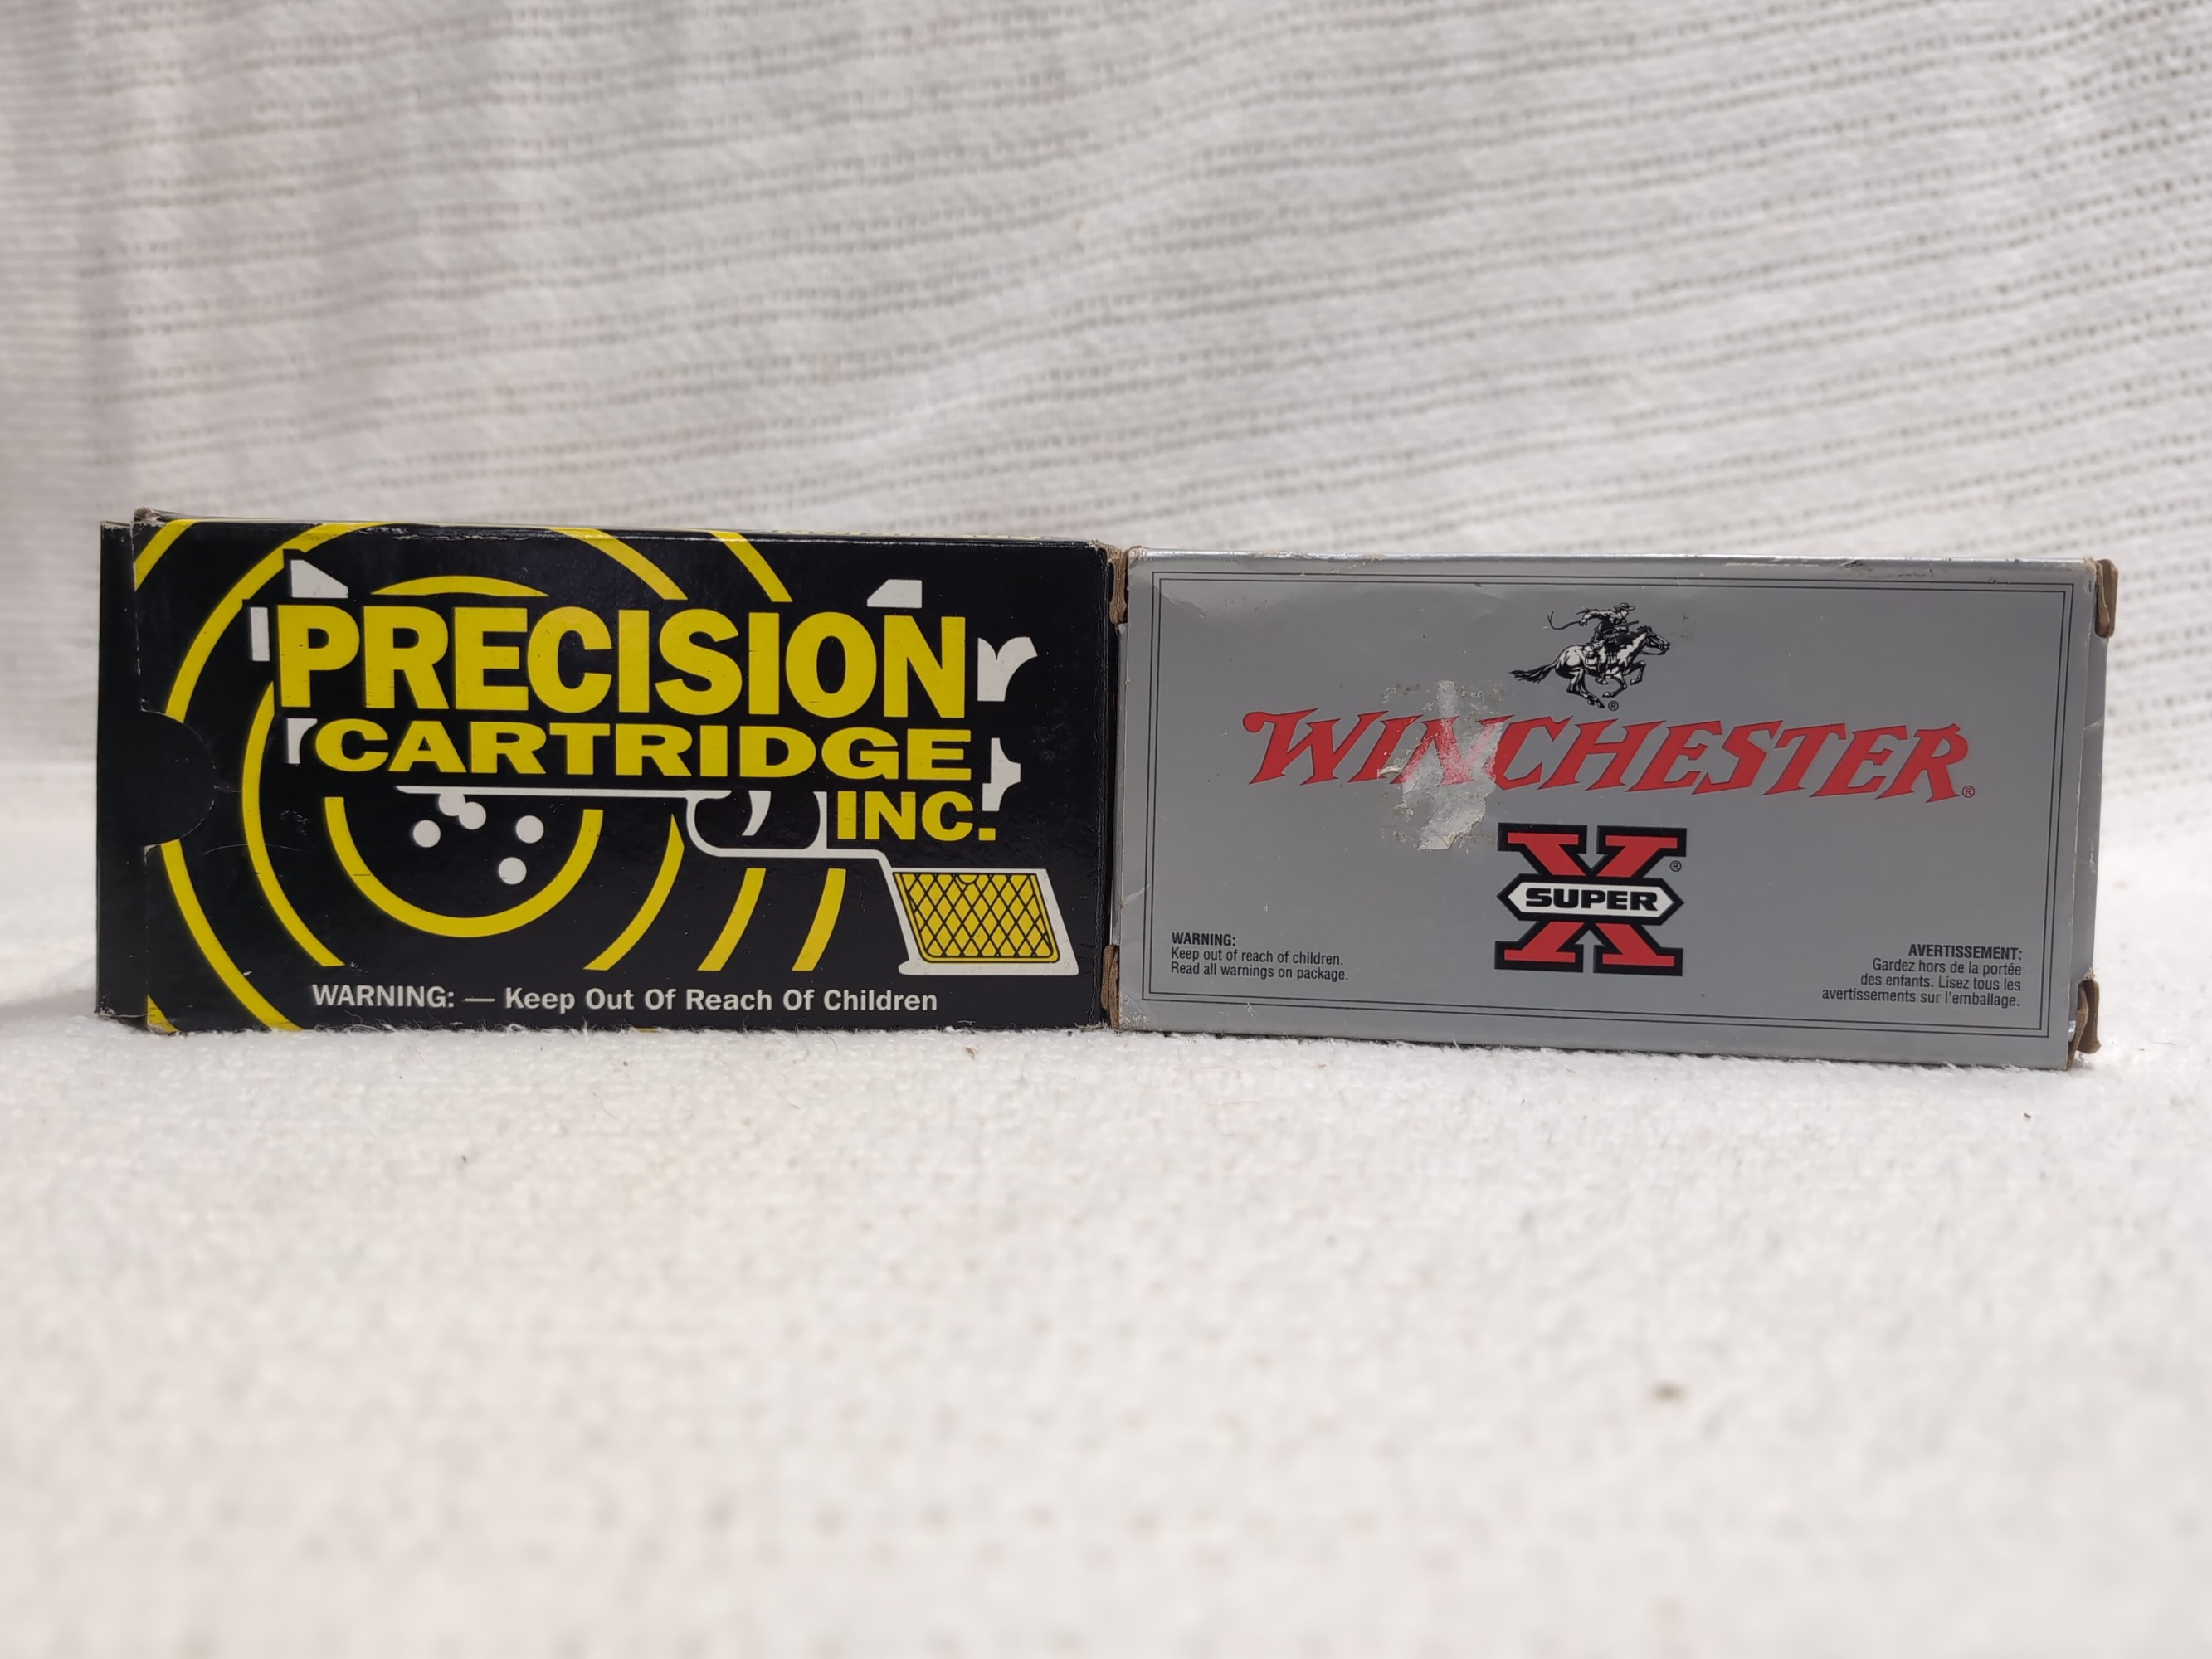 PRECISION
CARTRIDGE
INC.
WARNING: — Keep Out Of Reach Of Children
®
WINCHESTER®
X®
SUPER
WARNING:
Keep out of reach of children.
Read all warnings on package.
AVERTISSEMENT:
Gardez hors de la portée
des enfants. Lisez tous les
avertissements sur l'emballage.